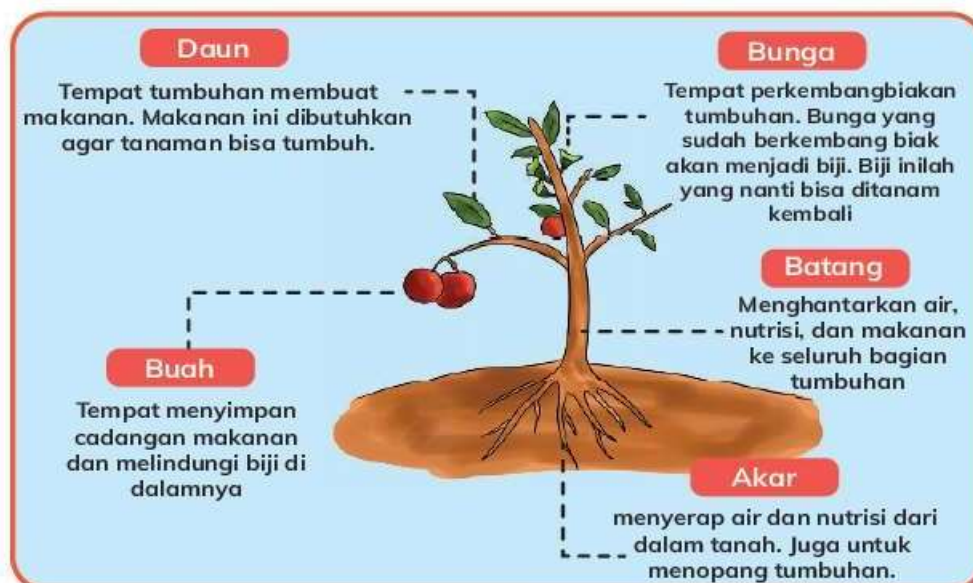 Daun
Tempat tumbuhan membuat
makanan. Makanan ini dibutuhkan
agar tanaman bisa tumbuh.
Bunga
Tempat perkembangbiakan
tumbuhan. Bunga yang
sudah berkembang biak
akan menjadi biji. Biji inilah
yang nanti bisa ditanam
kembali
Batang
Menghantarkan air,
nutrisi, dan makanan
ke seluruh bagian
tumbuhan
Buah
Tempat menyimpan
cadangan makanan
dan melindungi biji di
dalamnya
Akar
menyerap air dan nutrisi dari
dalam tanah. Juga untuk
menopang tumbuhan.